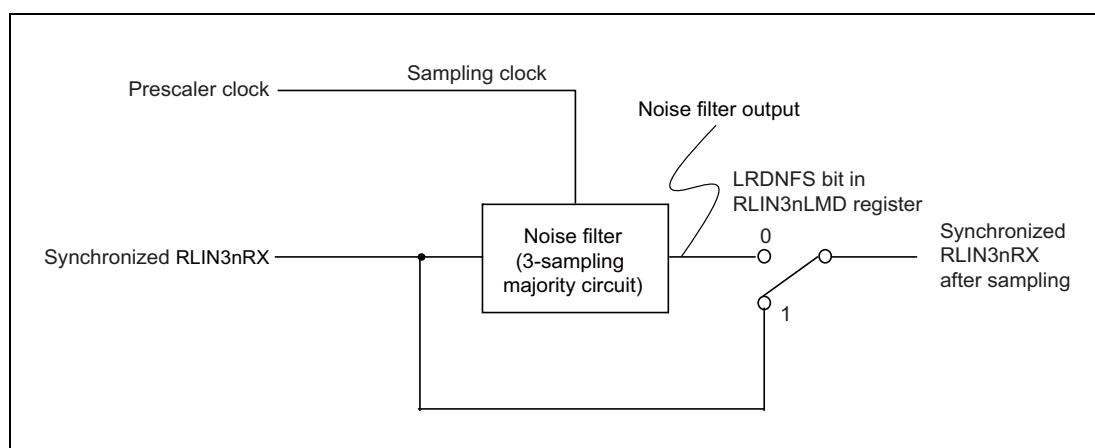 Sampling clock
Prescaler clock
Noise filter output
LRDNFS bit in
RLIN3nLMD register
0
Synchronized RLIN3nRX
Noise filter
(3-sampling
majority circuit)
Synchronized
RLIN3nRX
after sampling
1